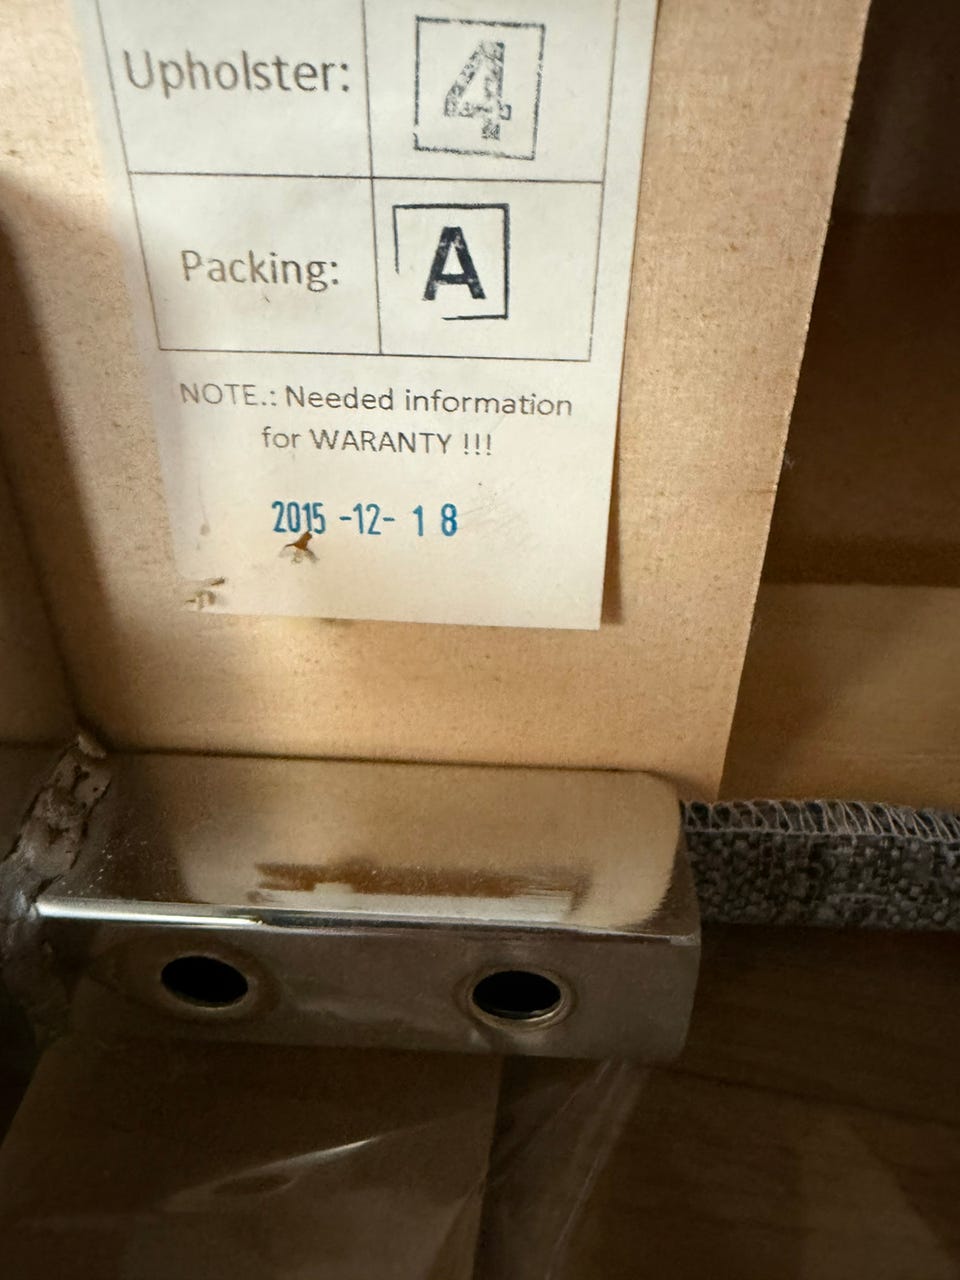 Upholster: 4
Packing: A
NOTE.: Needed information
for WARANTY !!!
2015 -12- 1 8